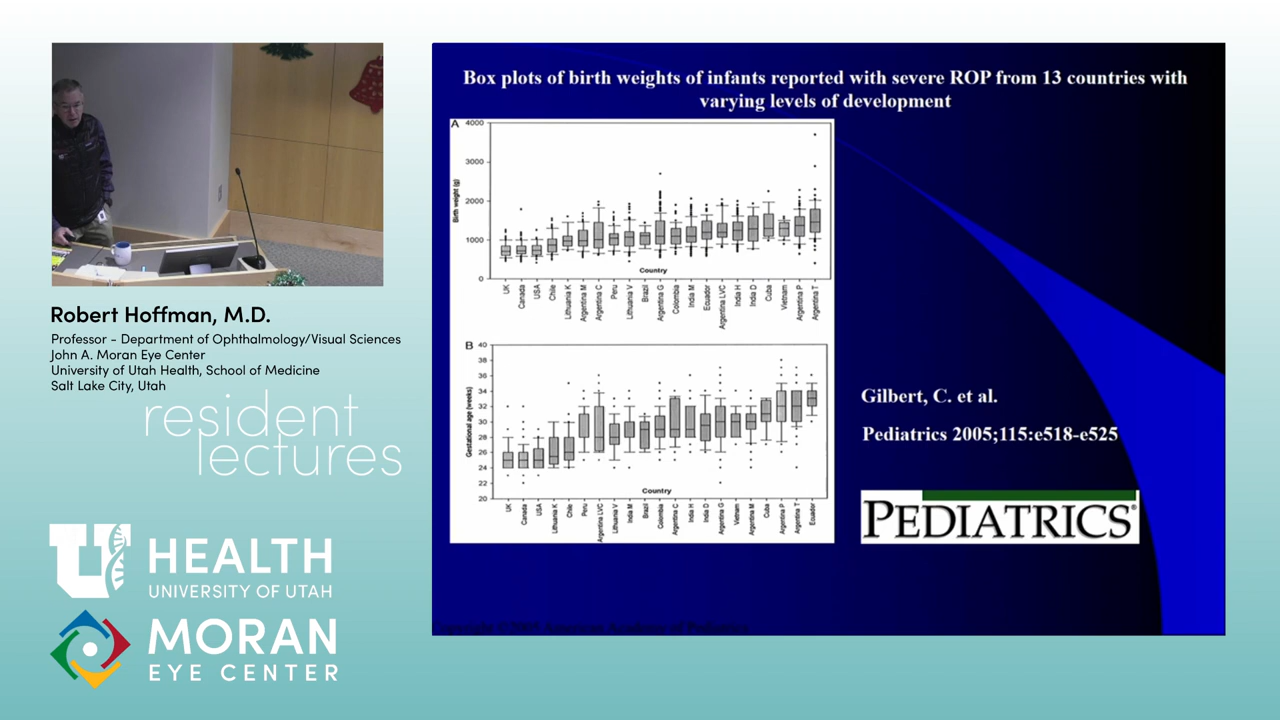 Robert Hoffman, M.D.
Professor - Department of Ophthalmology/Visual Sciences
John A. Moran Eye Center
University of Utah Health, School of Medicine
Salt Lake City, Utah
resident
lectures
U
HEALTH
UNIVERSITY OF UTAH
MORAN
EYE CENTER
Box plots of birth weights of infants reported with severe ROP from 13 countries with
varying levels of development
A
4000
3000
2000
1000
0
Birth weight (g)
Country
UK
Canada
USA
Chile
Lithuania K
Argentina M
Argentina C
Peru
Lithuania V
Brazil
Argentina G
Colombia
India M
Ecuador
Argentina LVC
India H
India D
Cuba
Vietnam
Argentina P
Argentina T
B
40
38
36
34
32
30
28
26
24
22
20
Gestational age (weeks)
Country
UK
Canada
USA
Lithuania K
Chile
Peru
Argentina LVC
Lithuania V
India M
Brazil
Colombia
Argentina C
India H
India D
Argentina G
Vietnam
Argentina M
Cuba
Argentina P
Argentina T
Ecuador
Gilbert, C. et al.
Pediatrics 2005;115:e518-e525
PEDIATRICS®